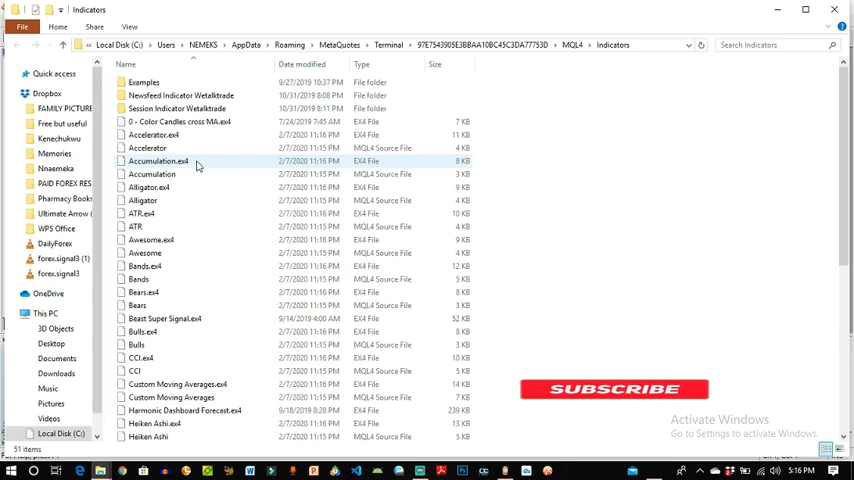 Indicators
File Home Share View
Local Disk (C:) > Users > NEMEKS > AppData > Roaming > MetaQuotes > Terminal > 97E7543905E3BBAA10BC45C3DA77753D > MQL4 > Indicators
Search Indicators
Name Date modified Type Size
Quick access
Dropbox
FAMILY PICTURE
Free but useful
Kenechukwu
Memories
Nnaemeka
PAID FOREX RES
Pharmacy Books
Ultimate Arrow (
WPS Office
DailyForex
forex.signal3 (1)
forex.signal3
OneDrive
This PC
3D Objects
Desktop
Documents
Downloads
Music
Pictures
Videos
Local Disk (C:)
Examples 9/27/2019 10:37 PM File folder
Newsfeed Indicator Wetalktrade 10/31/2019 8:08 PM File folder
Session Indicator Wetalktrade 10/31/2019 8:11 PM File folder
0 - Color Candles cross MA.ex4 7/24/2019 7:45 AM EX4 File 7 KB
Accelerator.ex4 2/7/2020 11:16 PM EX4 File 11 KB
Accelerator 2/7/2020 11:15 PM MQL4 Source File 4 KB
Accumulation.ex4 2/7/2020 11:16 PM EX4 File 8 KB
Accumulation 2/7/2020 11:15 PM MQL4 Source File 3 KB
Alligator.ex4 2/7/2020 11:16 PM EX4 File 9 KB
Alligator 2/7/2020 11:15 PM MQL4 Source File 4 KB
ATR.ex4 2/7/2020 11:16 PM EX4 File 10 KB
ATR 2/7/2020 11:15 PM MQL4 Source File 4 KB
Awesome.ex4 2/7/2020 11:16 PM EX4 File 9 KB
Awesome 2/7/2020 11:15 PM MQL4 Source File 4 KB
Bands.ex4 2/7/2020 11:16 PM EX4 File 12 KB
Bands 2/7/2020 11:15 PM MQL4 Source File 5 KB
Bears.ex4 2/7/2020 11:16 PM EX4 File 8 KB
Bears 2/7/2020 11:15 PM MQL4 Source File 3 KB
Beast Super Signal.ex4 9/14/2019 4:00 AM EX4 File 52 KB
Bulls.ex4 2/7/2020 11:16 PM EX4 File 8 KB
Bulls 2/7/2020 11:15 PM MQL4 Source File 3 KB
CCI.ex4 2/7/2020 11:16 PM EX4 File 10 KB
CCI 2/7/2020 11:15 PM MQL4 Source File 4 KB
Custom Moving Averages.ex4 2/7/2020 11:16 PM EX4 File 14 KB
Custom Moving Averages 2/7/2020 11:15 PM MQL4 Source File 7 KB
Harmonic Dashboard Forecast.ex4 9/18/2019 8:28 PM EX4 File 239 KB
Heiken Ashi.ex4 2/7/2020 11:16 PM EX4 File 13 KB
Heiken Ashi 2/7/2020 11:15 PM MQL4 Source File 5 KB
SUBSCRIBE
Activate Windows
Go to Settings to activate Windows.
51 items
5:16 PM